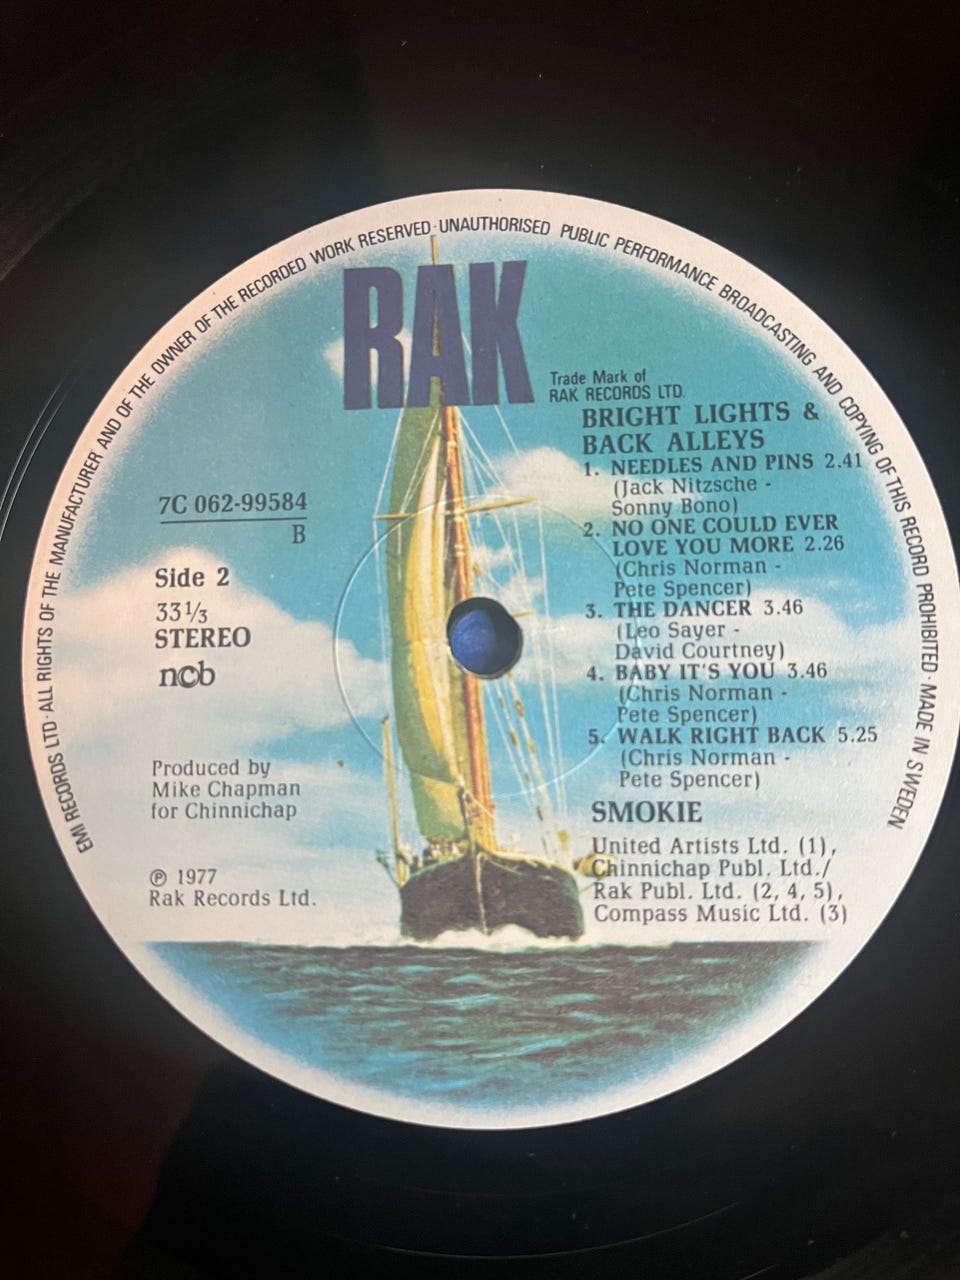 EMI RECORDS LTD·ALL RIGHTS OF THE MANUFACTURER AND OF THE OWNER OF THE RECORDED WORK RESERVED·UNAUTHORISED PUBLIC PERFORMANCE BROADCASTING AND COPYING OF THIS RECORD PROHIBITED·MADE IN SWEDEN
RAK
Trade Mark of
RAK RECORDS LTD.
BRIGHT LIGHTS &
BACK ALLEYS
1. NEEDLES AND PINS 2.41
(Jack Nitzsche -
Sonny Bono)
2. NO ONE COULD EVER
LOVE YOU MORE 2.26
(Chris Norman -
Pete Spencer)
3. THE DANCER 3.46
(Leo Sayer -
David Courtney)
4. BABY IT'S YOU 3.46
(Chris Norman -
Pete Spencer)
5. WALK RIGHT BACK 5.25
(Chris Norman -
Pete Spencer)
SMOKIE
United Artists Ltd. (1),
Chinnichap Publ. Ltd./
Rak Publ. Ltd. (2, 4, 5),
Compass Music Ltd. (3)
7C 062-99584
B
Side 2
33⅓
STEREO
ncb
Produced by
Mike Chapman
for Chinnichap
℗ 1977
Rak Records Ltd.